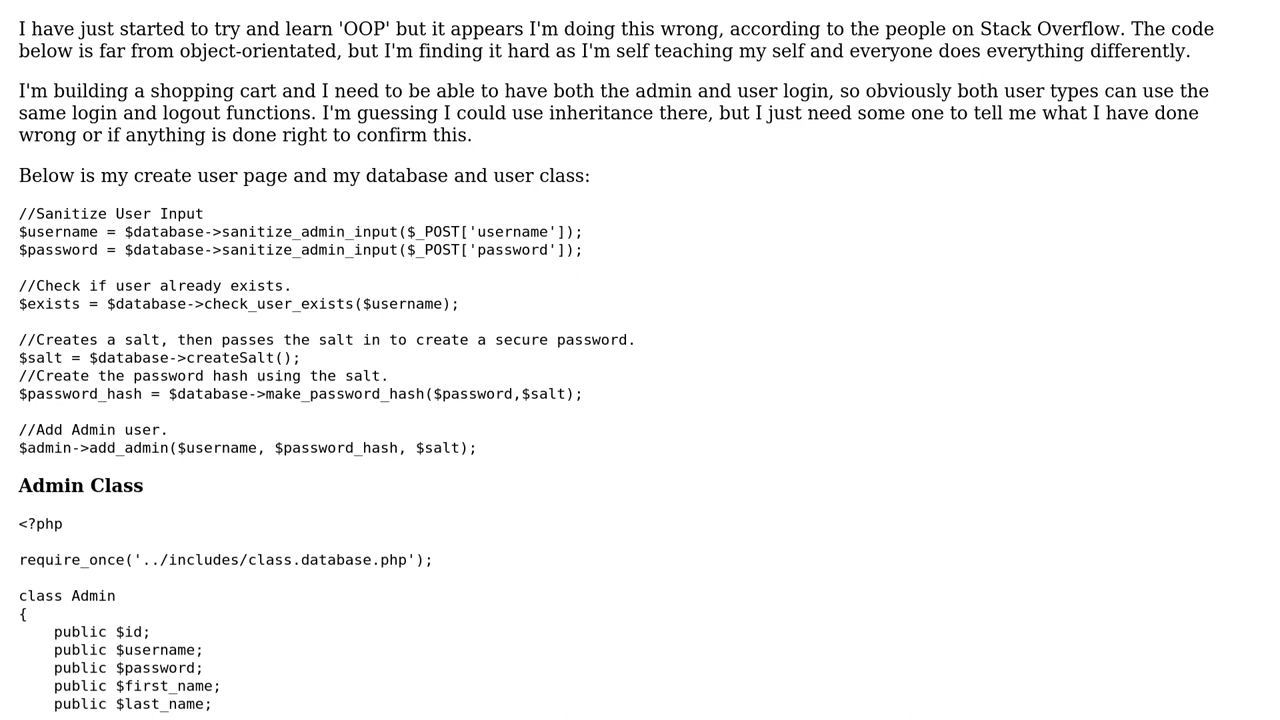 I have just started to try and learn 'OOP' but it appears I'm doing this wrong, according to the people on Stack Overflow. The code
below is far from object-orientated, but I'm finding it hard as I'm self teaching my self and everyone does everything differently.
I'm building a shopping cart and I need to be able to have both the admin and user login, so obviously both user types can use the
same login and logout functions. I'm guessing I could use inheritance there, but I just need some one to tell me what I have done
wrong or if anything is done right to confirm this.
Below is my create user page and my database and user class:
//Sanitize User Input
$username = $database->sanitize_admin_input($_POST['username']);
$password = $database->sanitize_admin_input($_POST['password']);
//Check if user already exists.
$exists = $database->check_user_exists($username);
//Creates a salt, then passes the salt in to create a secure password.
$salt = $database->createSalt();
//Create the password hash using the salt.
$password_hash = $database->make_password_hash($password,$salt);
//Add Admin user.
$admin->add_admin($username, $password_hash, $salt);
Admin Class
<?php
require_once('../includes/class.database.php');
class Admin
{
    public $id;
    public $username;
    public $password;
    public $first_name;
    public $last_name;